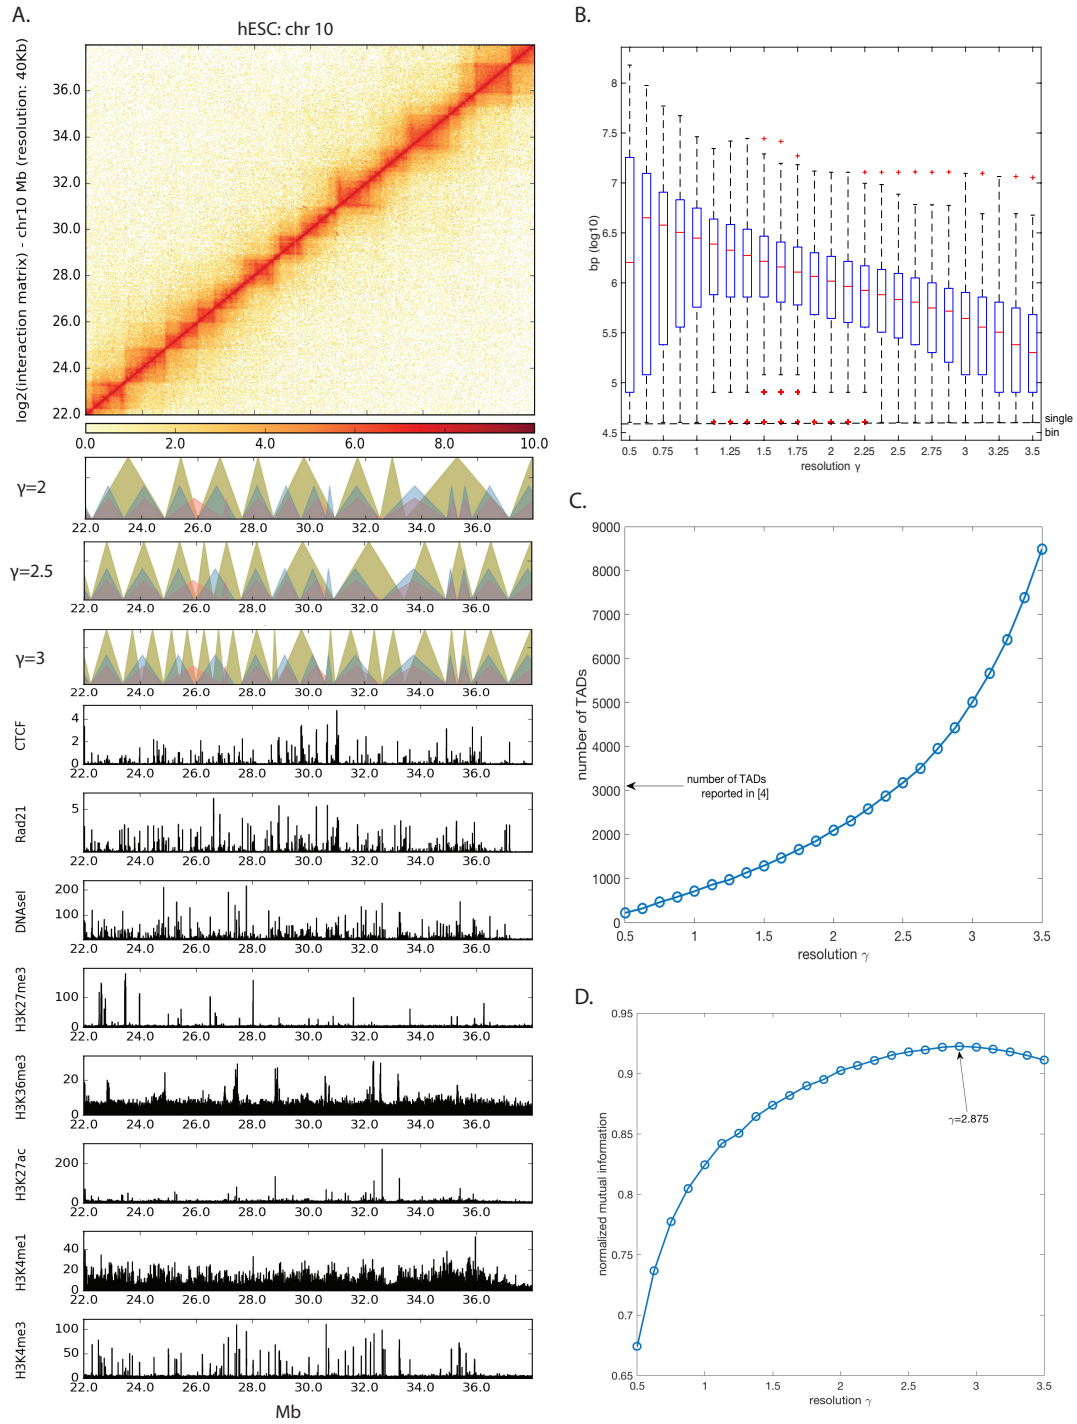 A.
hESC: chr 10
log2(interaction matrix) - chr10 Mb (resolution: 40Kb)
36.0
34.0
32.0
30.0
28.0
26.0
24.0
22.0
0.0 2.0 4.0 6.0 8.0 10.0
γ=2
22.0 24.0 26.0 28.0 30.0 32.0 34.0 36.0
γ=2.5
22.0 24.0 26.0 28.0 30.0 32.0 34.0 36.0
γ=3
22.0 24.0 26.0 28.0 30.0 32.0 34.0 36.0
CTCF
4
2
0
22.0 24.0 26.0 28.0 30.0 32.0 34.0 36.0
Rad21
5
22.0 24.0 26.0 28.0 30.0 32.0 34.0 36.0
DNAseI
200
100
0
22.0 24.0 26.0 28.0 30.0 32.0 34.0 36.0
H3K27me3
100
0
22.0 24.0 26.0 28.0 30.0 32.0 34.0 36.0
H3K36me3
20
0
22.0 24.0 26.0 28.0 30.0 32.0 34.0 36.0
H3K27ac
200
0
22.0 24.0 26.0 28.0 30.0 32.0 34.0 36.0
H3K4me1
40
20
0
22.0 24.0 26.0 28.0 30.0 32.0 34.0 36.0
H3K4me3
100
50
0
22.0 24.0 26.0 28.0 30.0 32.0 34.0 36.0
Mb
B.
bp (log10)
8
7.5
7
6.5
6
5.5
5
4.5
single
bin
0.5 0.75 1 1.25 1.5 1.75 2 2.25 2.5 2.75 3 3.25 3.5
resolution γ
C.
number of TADs
9000
8000
7000
6000
5000
4000
3000
2000
1000
0
number of TADs
reported in [4]
0.5 1 1.5 2 2.5 3 3.5
resolution γ
D.
normalized mutual information
0.95
0.9
0.85
0.8
0.75
0.7
0.65
γ=2.875
0.5 1 1.5 2 2.5 3 3.5
resolution γ